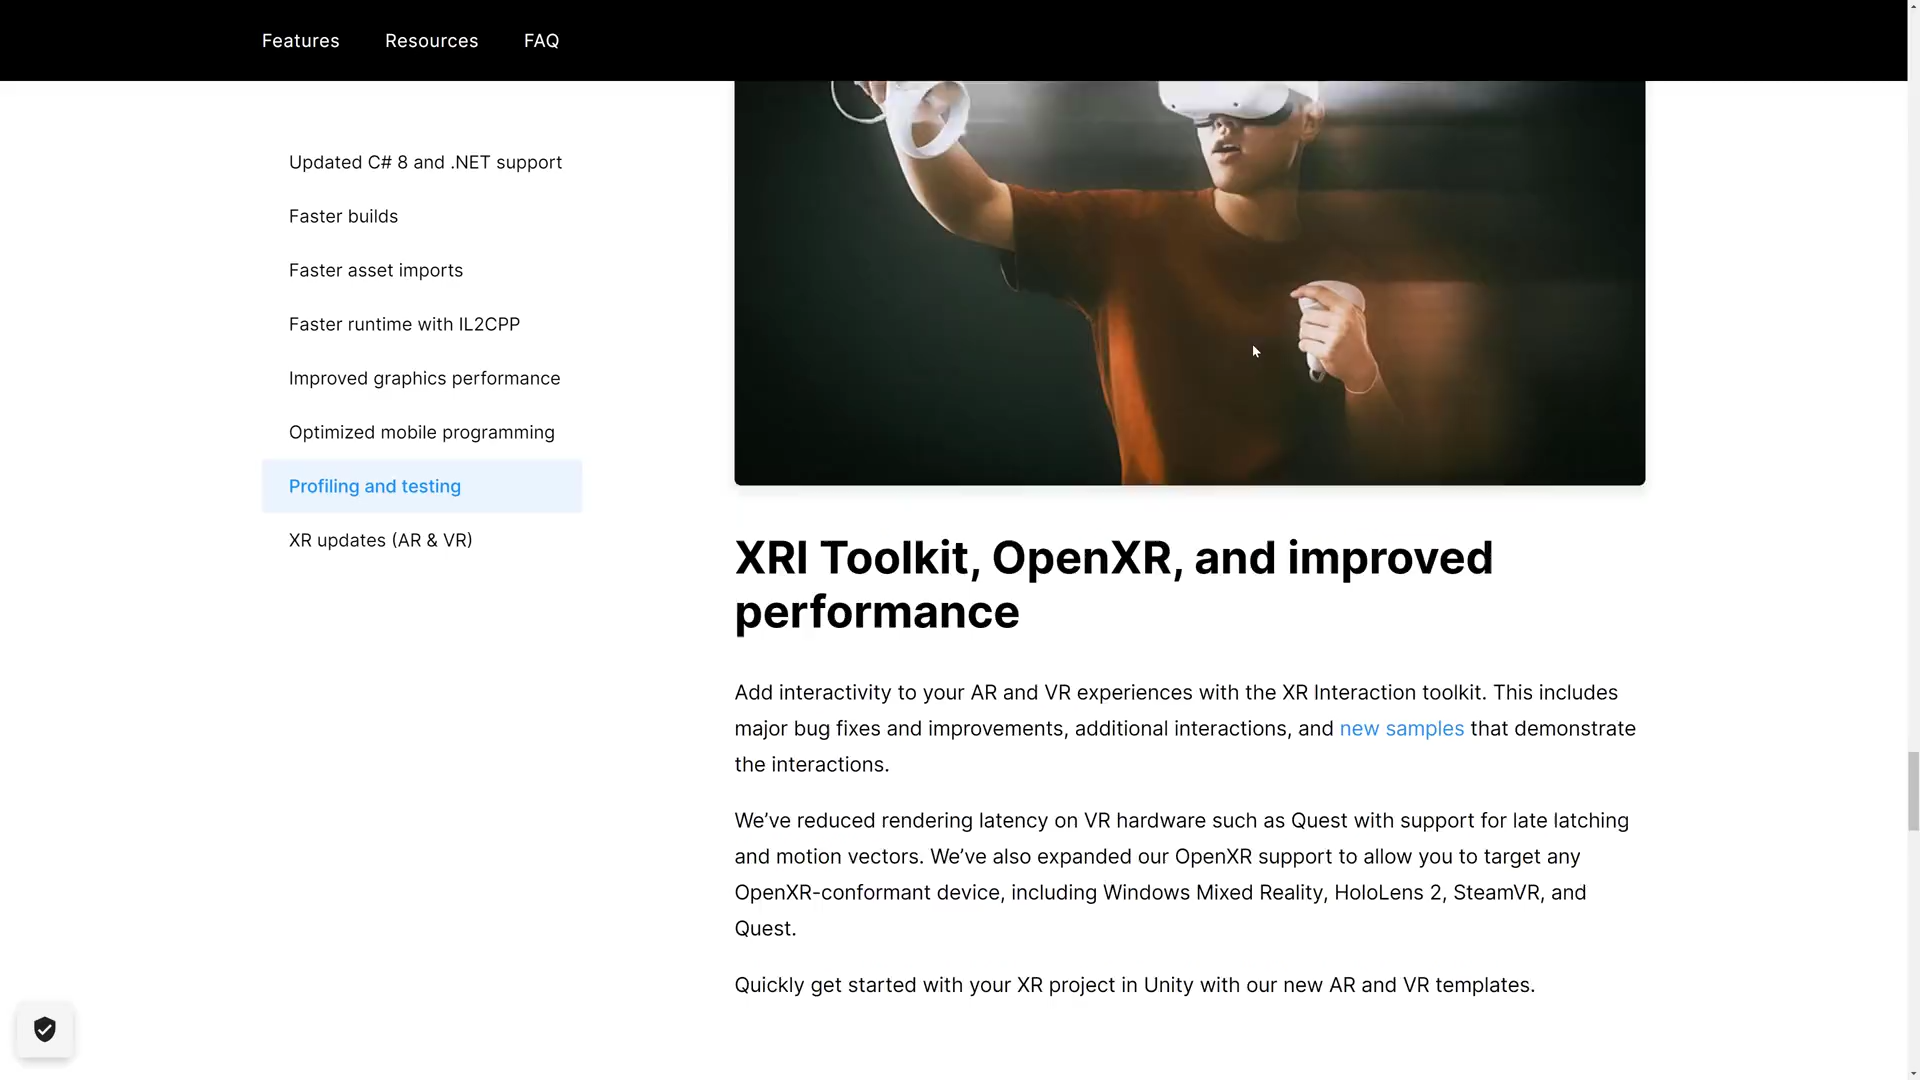 Features
Resources
FAQ
Updated C# 8 and .NET support
Faster builds
Faster asset imports
Faster runtime with IL2CPP
Improved graphics performance
Optimized mobile programming
Profiling and testing
XR updates (AR & VR)
XRI Toolkit, OpenXR, and improved
performance
Add interactivity to your AR and VR experiences with the XR Interaction toolkit. This includes
major bug fixes and improvements, additional interactions, and new samples that demonstrate
the interactions.
We’ve reduced rendering latency on VR hardware such as Quest with support for late latching
and motion vectors. We’ve also expanded our OpenXR support to allow you to target any
OpenXR-conformant device, including Windows Mixed Reality, HoloLens 2, SteamVR, and
Quest.
Quickly get started with your XR project in Unity with our new AR and VR templates.